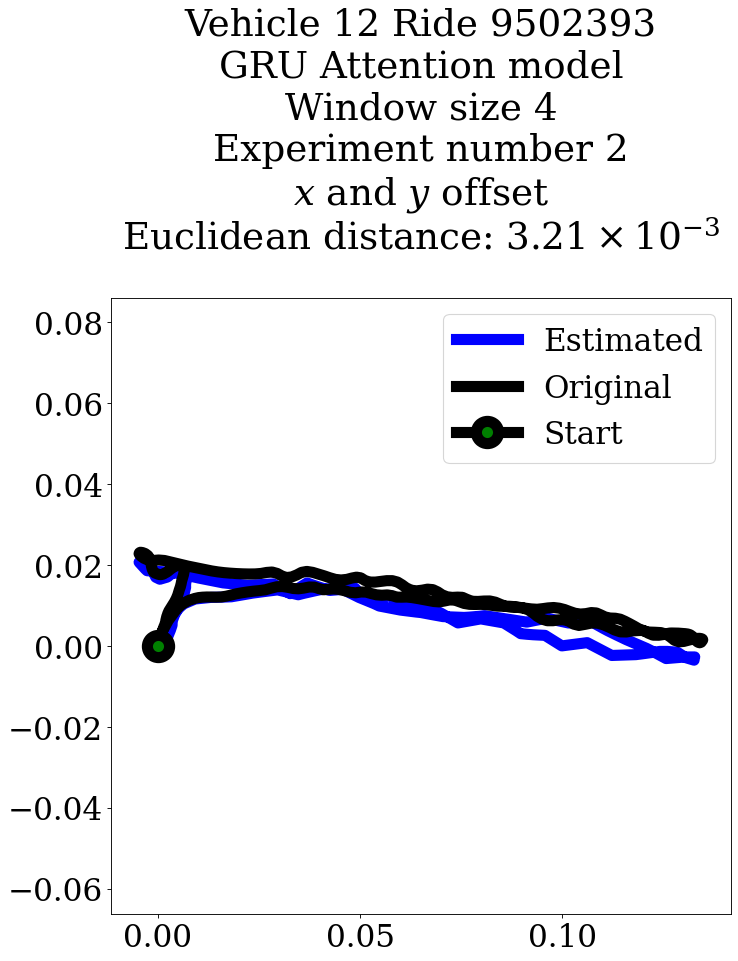 Vehicle 12 Ride 9502393
GRU Attention model
Window size 4
Experiment number 2
x and y offset
Euclidean distance: 3.21 × 10⁻³
Estimated
Original
Start
0.08
0.06
0.04
0.02
0.00
−0.02
−0.04
−0.06
0.00 0.05 0.10